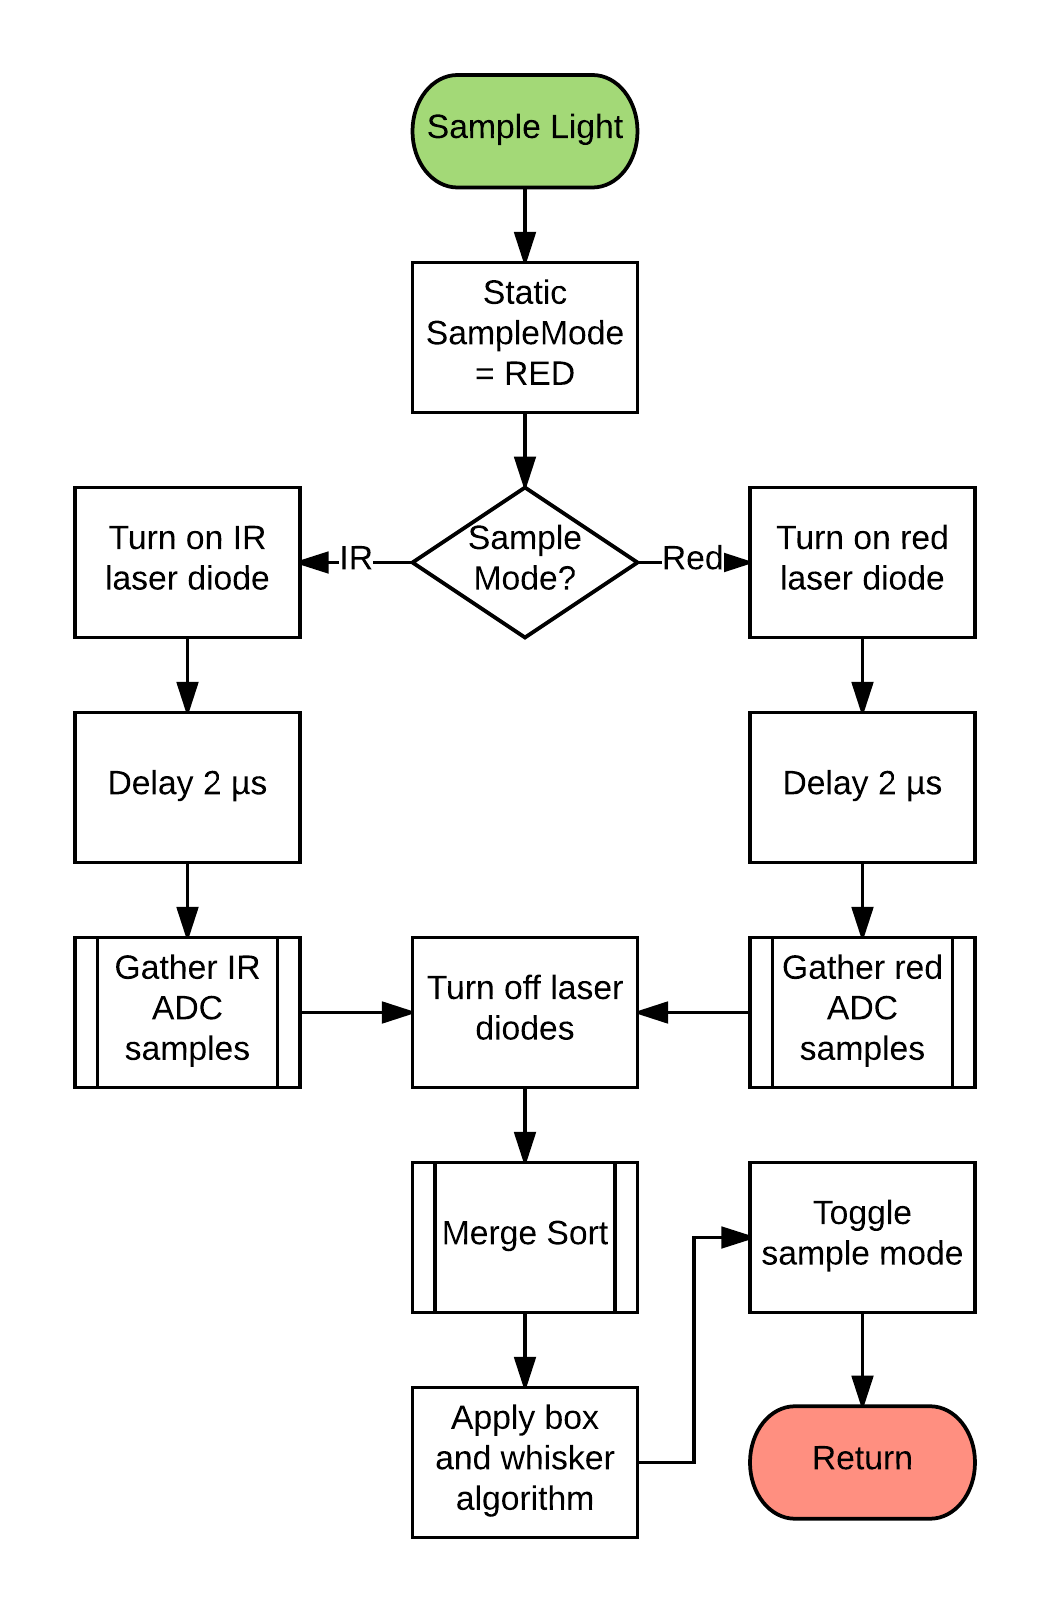 Sample Light
Static
SampleMode
= RED
Sample
Mode?
IR
Red
Turn on IR
laser diode
Turn on red
laser diode
Delay 2 µs
Delay 2 µs
Gather IR
ADC
samples
Turn off laser
diodes
Gather red
ADC
samples
Merge Sort
Toggle
sample mode
Apply box
and whisker
algorithm
Return